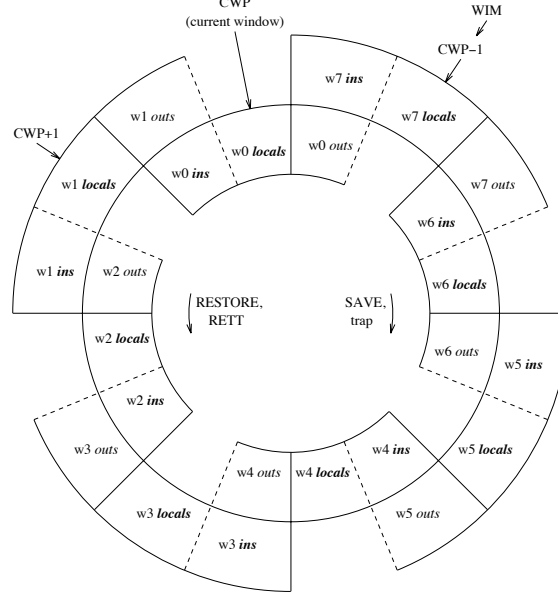 CWP
(current window)
WIM
CWP−1
w7 ins
w1 outs
w7 locals
CWP+1
w0 locals
w0 outs
w0 ins
w1 locals
w7 outs
w6 ins
w1 ins
w2 outs
w6 locals
RESTORE,
RETT
SAVE,
trap
w2 locals
w6 outs
w5 ins
w2 ins
w3 outs
w4 ins
w5 locals
w4 outs
w4 locals
w3 locals
w5 outs
w3 ins